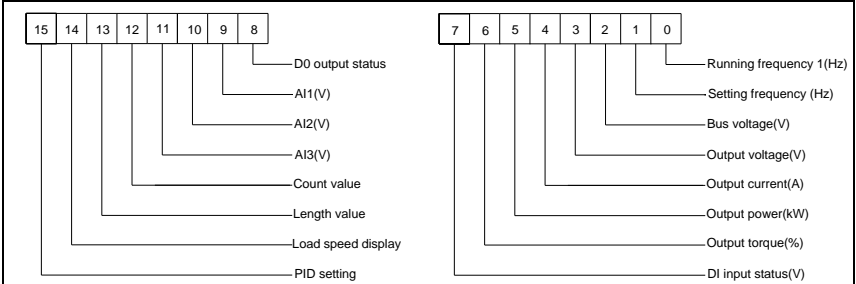 15 14 13 12 11 10 9 8
D0 output status
AI1(V)
AI2(V)
AI3(V)
Count value
Length value
Load speed display
PID setting
7 6 5 4 3 2 1 0
Running frequency 1(Hz)
Setting frequency (Hz)
Bus voltage(V)
Output voltage(V)
Output current(A)
Output power(kW)
Output torque(%)
DI input status(V)